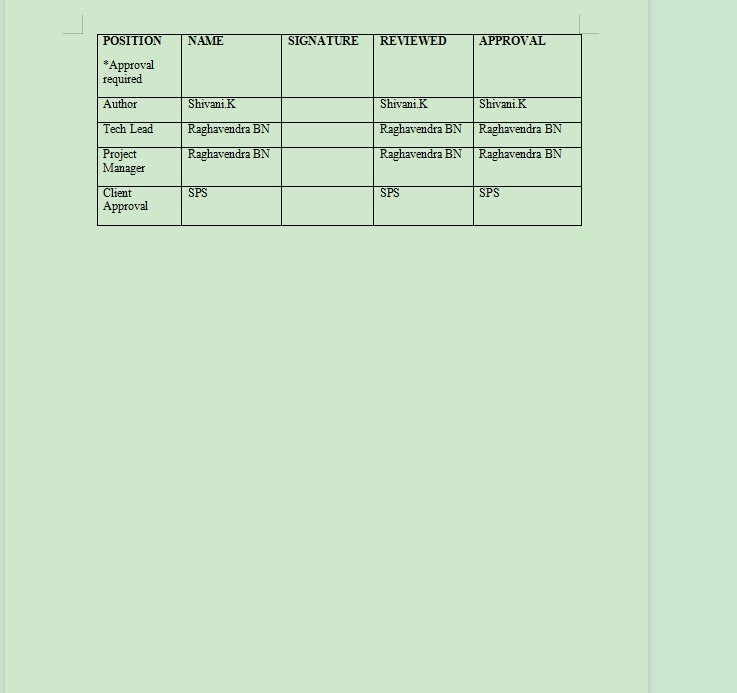 POSITION NAME SIGNATURE REVIEWED APPROVAL
*Approval
required
Author Shivani.K Shivani.K Shivani.K
Tech Lead Raghavendra BN Raghavendra BN Raghavendra BN
Project Raghavendra BN Raghavendra BN Raghavendra BN
Manager
Client SPS SPS SPS
Approval